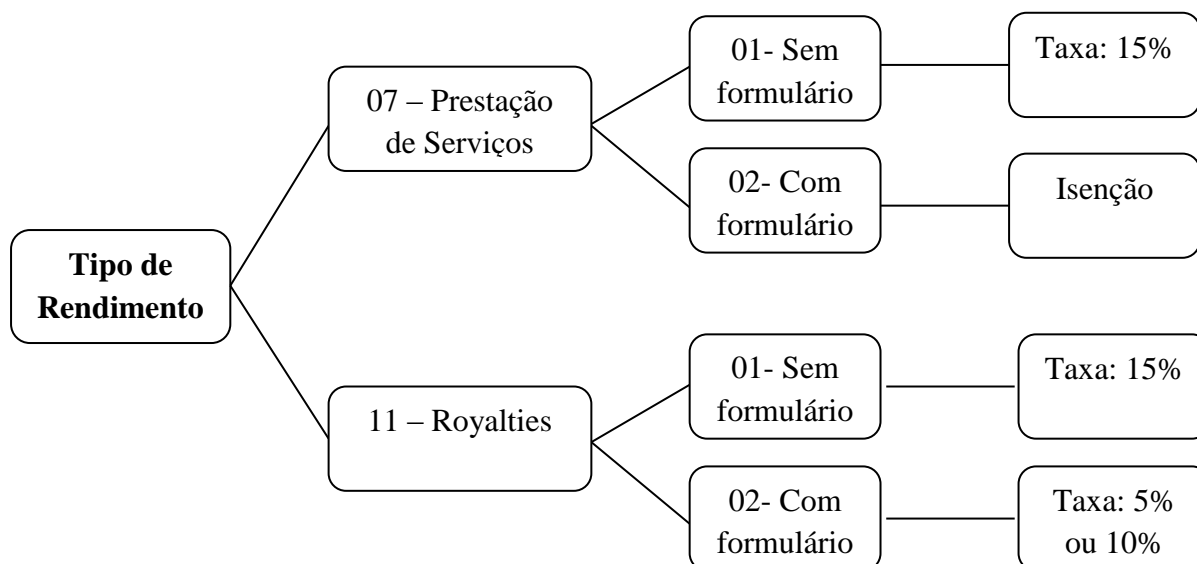 Tipo de
Rendimento
07 – Prestação
de Serviços
01- Sem
formulário
Taxa: 15%
02- Com
formulário
Isenção
11 – Royalties
01- Sem
formulário
Taxa: 15%
02- Com
formulário
Taxa: 5%
ou 10%